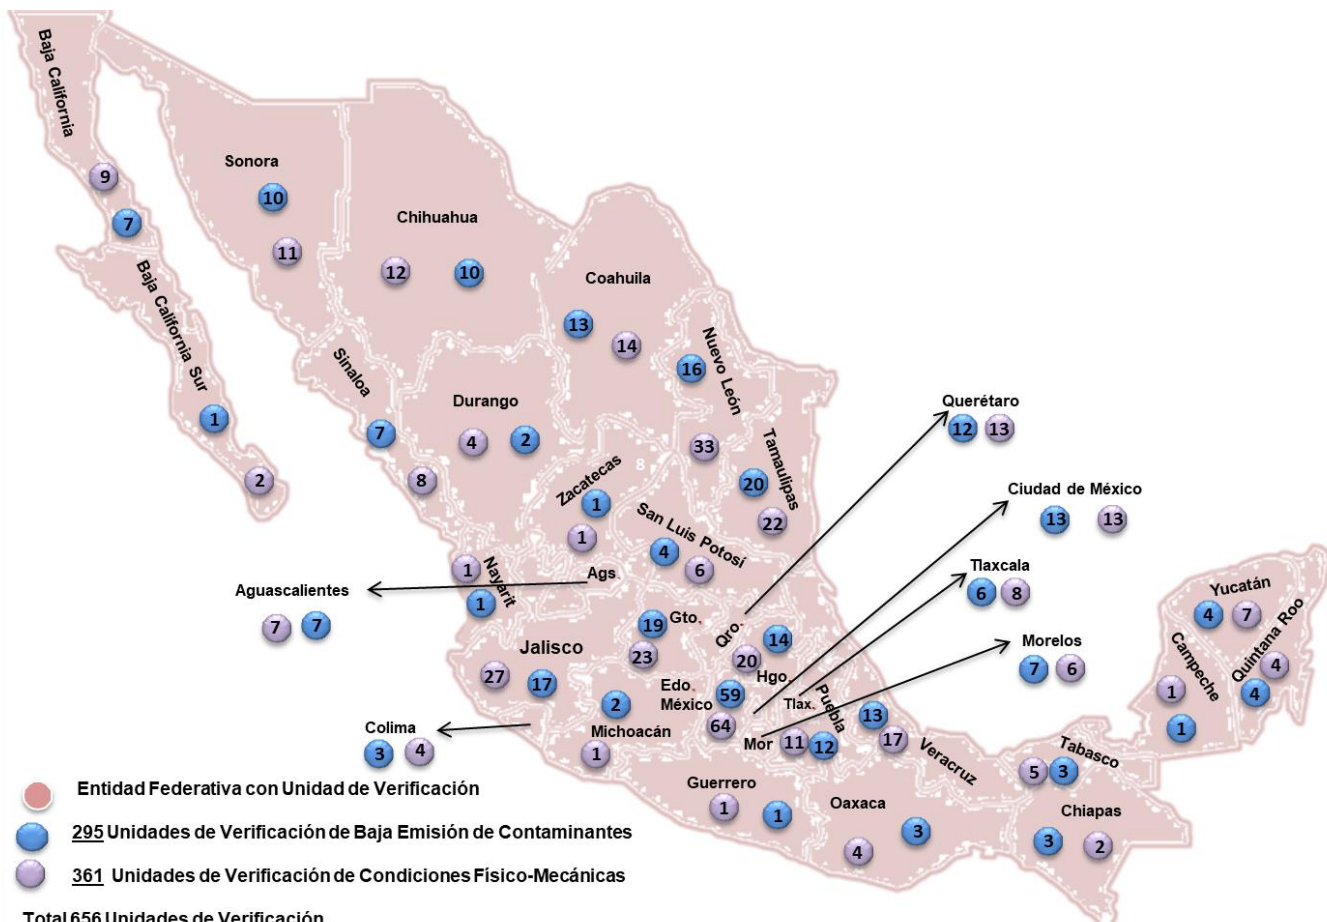 Baja California
9
7
Sonora
10
11
Chihuahua
12
10
Coahuila
13
14
Nuevo León
16
33
Baja California Sur
1
2
Sinaloa
7
8
Durango
4
2
Zacatecas
8
1
1
Tamaulipas
20
22
San Luis Potosí
4
6
Querétaro
12
13
Ciudad de México
13
13
Tlaxcala
6
8
Morelos
7
6
Nayarit
1
1
Ags.
Aguascalientes
7
7
Jalisco
27
17
Gto.
19
23
Qro.
14
20
Hgo.
Edo.
México
59
64
Tlax.
Puebla
Mor
11
12
Veracruz
13
17
Michoacán
2
1
Colima
3
4
Guerrero
1
1
Oaxaca
4
3
Tabasco
5
3
Chiapas
3
2
Yucatán
4
7
Campeche
1
1
Quintana Roo
4
4
Entidad Federativa con Unidad de Verificación
295 Unidades de Verificación de Baja Emisión de Contaminantes
361 Unidades de Verificación de Condiciones Físico-Mecánicas
Total 656 Unidades de Verificación